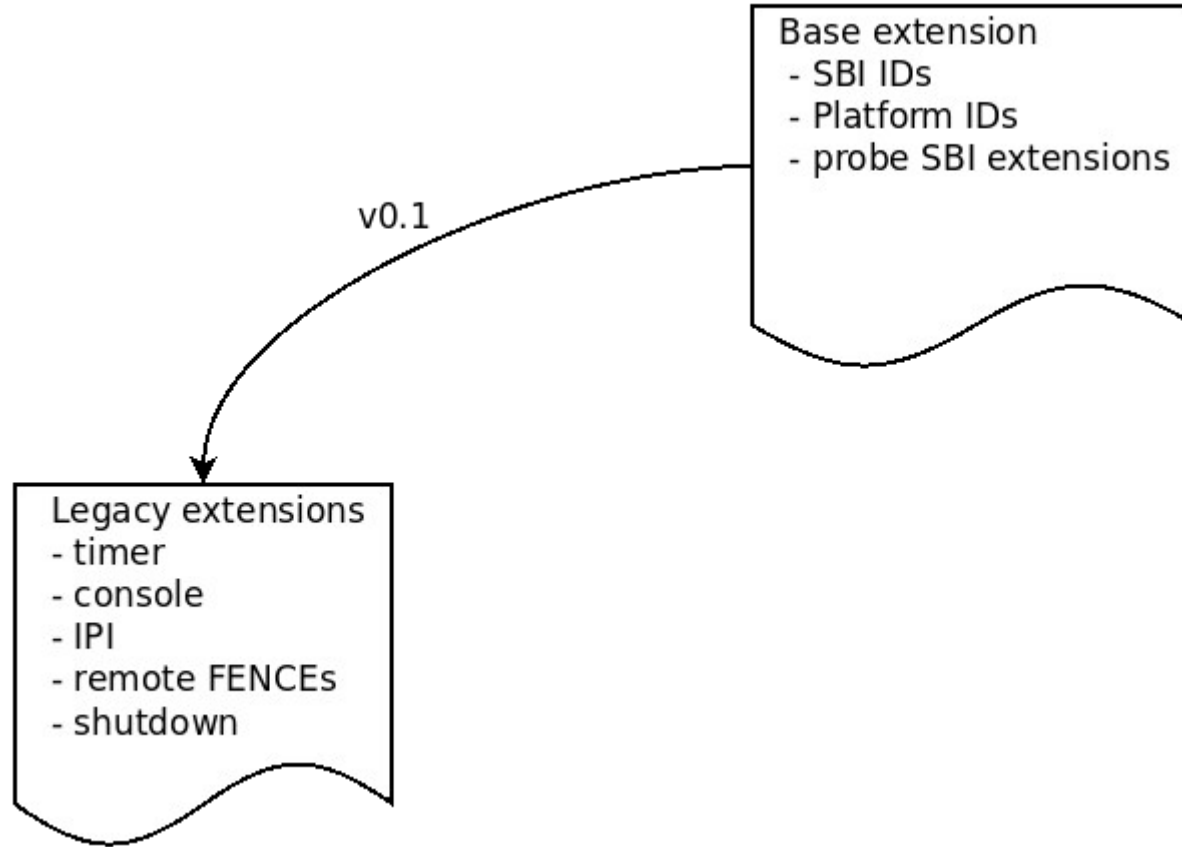 Base extension
- SBI IDs
- Platform IDs
- probe SBI extensions
v0.1
Legacy extensions
- timer
- console
- IPI
- remote FENCEs
- shutdown